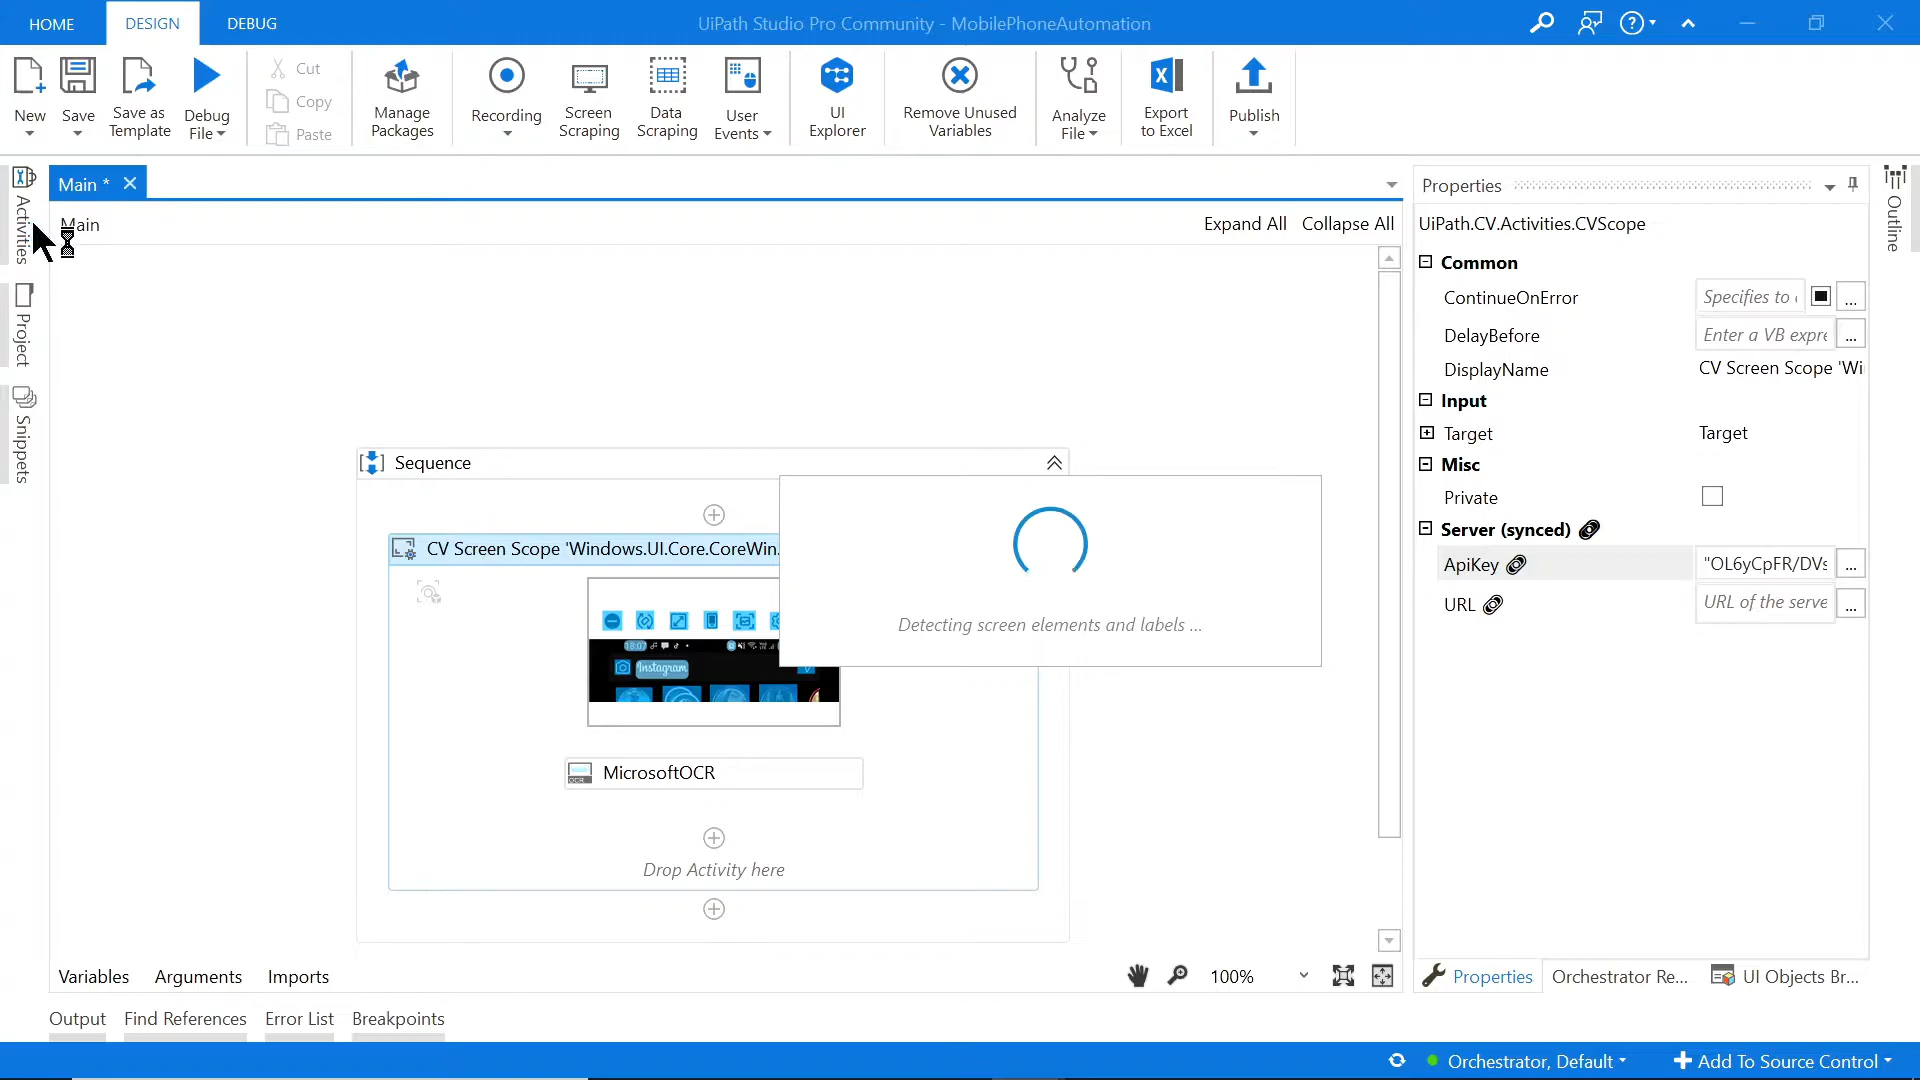 HOME DESIGN DEBUG
UiPath Studio Pro Community - MobilePhoneAutomation
New
Save
Save as Template
Debug File
Cut
Copy
Paste
Manage Packages
Recording
Screen Scraping
Data Scraping
User Events
UI Explorer
Remove Unused Variables
Analyze File
Export to Excel
Publish
Activities
Project
Snippets
Main *
Main
Expand All Collapse All
Sequence
CV Screen Scope 'Windows.UI.Core.CoreWin.
18:07
Instagram
Detecting screen elements and labels ...
MicrosoftOCR
OCR
Drop Activity here
Variables Arguments Imports
100%
Output Find References Error List Breakpoints
Properties
UiPath.CV.Activities.CVScope
Common
ContinueOnError Specifies to ...
DelayBefore Enter a VB expre ...
DisplayName CV Screen Scope 'Wi
Input
Target Target
Misc
Private
Server (synced)
ApiKey "OL6yCpFR/DVs ...
URL URL of the serve ...
Properties Orchestrator Re... UI Objects Br...
Outline
Orchestrator, Default
Add To Source Control